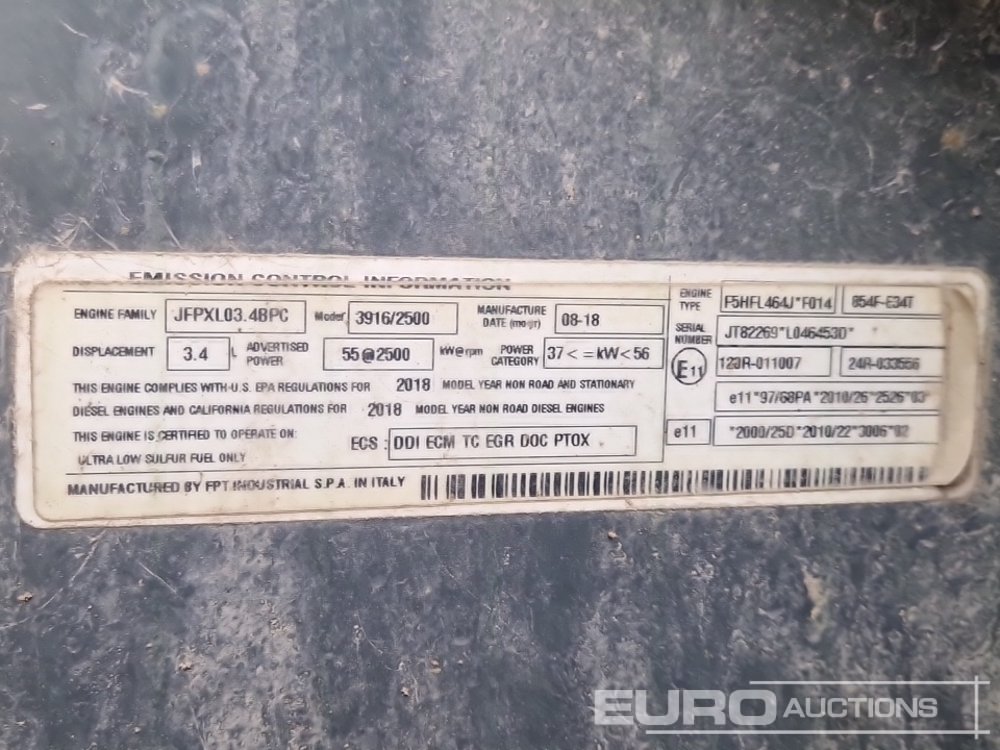 EMISSION CONTROL INFORMATION
ENGINE FAMILY JFPXL03.4BPC Model 3916/2500 MANUFACTURE DATE (mo-yr) 08-18
DISPLACEMENT 3.4 L ADVERTISED POWER 55@2500 kW@rpm POWER CATEGORY 37<=kW<56
THIS ENGINE COMPLIES WITH U.S. EPA REGULATIONS FOR 2018 MODEL YEAR NON ROAD AND STATIONARY
DIESEL ENGINES AND CALIFORNIA REGULATIONS FOR 2018 MODEL YEAR NON ROAD DIESEL ENGINES
THIS ENGINE IS CERTIFIED TO OPERATE ON:
ULTRA LOW SULFUR FUEL ONLY
ECS : DDI ECM TC EGR DOC PTOX
MANUFACTURED BY FPT INDUSTRIAL S.P.A. IN ITALY
ENGINE TYPE F5HFL464J*F014 854F-E34T
SERIAL NUMBER JT82269*L046453D*
E11 123R-011007 24R-033556
e11*97/68PA*2010/26*2526*03
e11 *2000/25D*2010/22*3006*02
EURO AUCTIONS